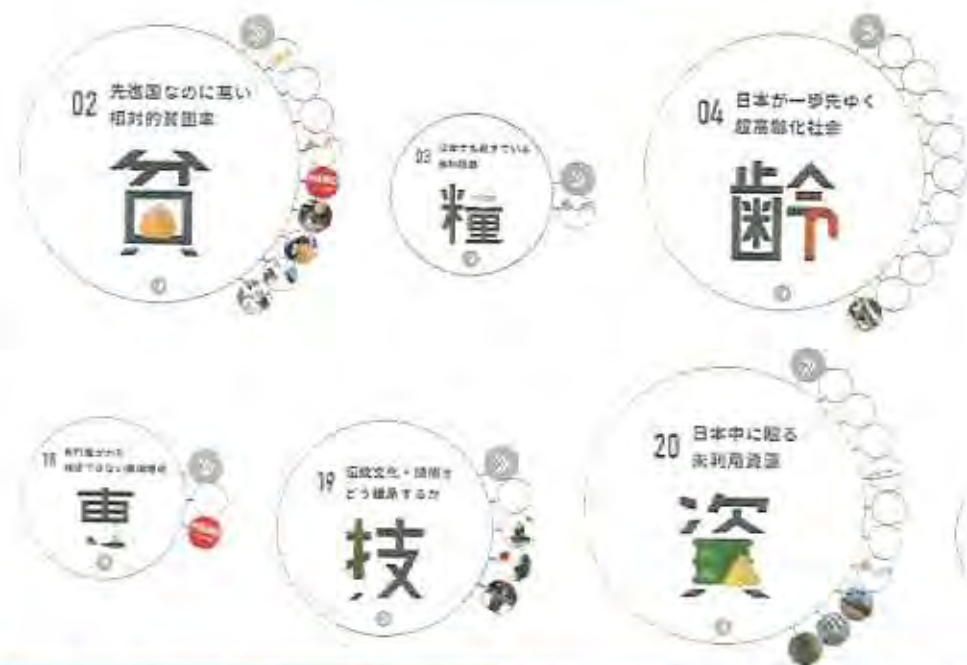 02
先進国なのに高い
相対的貧困率
貧
03
糧
04
日本が一歩先ゆく
超高齢化社会
齢
18
専
19
伝統文化・技術を
どう継承するか
技
20
日本中に眠る
未利用資源
資